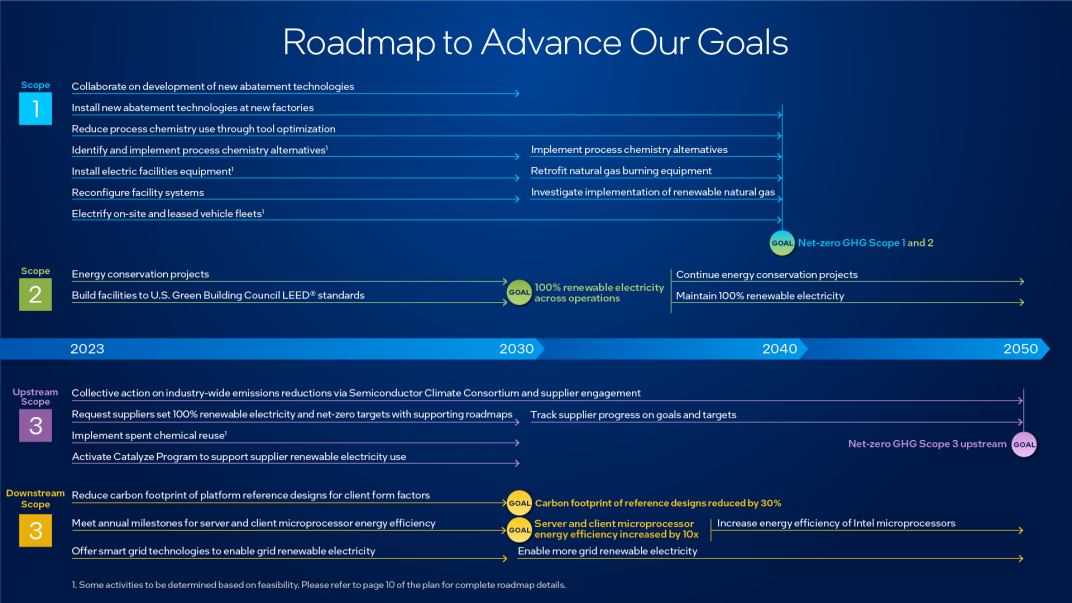 Roadmap to Advance Our Goals
Scope
1
Collaborate on development of new abatement technologies
Install new abatement technologies at new factories
Reduce process chemistry use through tool optimization
Identify and implement process chemistry alternatives¹
Implement process chemistry alternatives
Install electric facilities equipment¹
Retrofit natural gas burning equipment
Reconfigure facility systems
Investigate implementation of renewable natural gas
Electrify on-site and leased vehicle fleets¹
GOAL
Net-zero GHG Scope 1 and 2
Scope
2
Energy conservation projects
Build facilities to U.S. Green Building Council LEED® standards
GOAL
100% renewable electricity
across operations
Continue energy conservation projects
Maintain 100% renewable electricity
2023
2030
2040
2050
Upstream
Scope
3
Collective action on industry-wide emissions reductions via Semiconductor Climate Consortium and supplier engagement
Request suppliers set 100% renewable electricity and net-zero targets with supporting roadmaps
Track supplier progress on goals and targets
Implement spent chemical reuse¹
Net-zero GHG Scope 3 upstream
GOAL
Activate Catalyze Program to support supplier renewable electricity use
Downstream
Scope
3
Reduce carbon footprint of platform reference designs for client form factors
GOAL
Carbon footprint of reference designs reduced by 30%
Meet annual milestones for server and client microprocessor energy efficiency
GOAL
Server and client microprocessor
energy efficiency increased by 10x
Increase energy efficiency of Intel microprocessors
Offer smart grid technologies to enable grid renewable electricity
Enable more grid renewable electricity
1. Some activities to be determined based on feasibility. Please refer to page 10 of the plan for complete roadmap details.